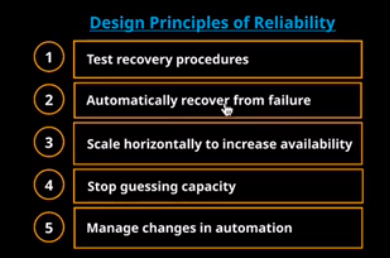 Design Principles of Reliability
1 Test recovery procedures
2 Automatically recover from failure
3 Scale horizontally to increase availability
4 Stop guessing capacity
5 Manage changes in automation